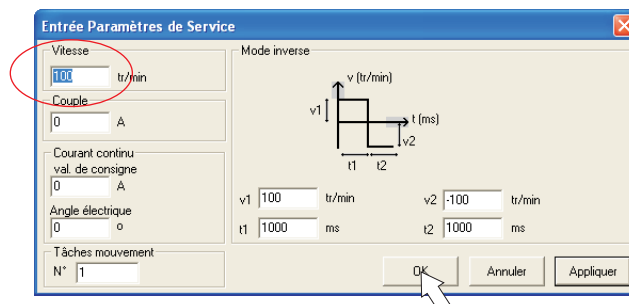 Entrée Paramètres de Service
Vitesse
100 tr/min
Couple
0 A
Courant continu
val. de consigne
0 A
Angle électrique
0 o
Tâches mouvement
N° 1
Mode inverse
v (tr/min)
v1
t (ms)
v2
t1 t2
v1 100 tr/min v2 -100 tr/min
t1 1000 ms t2 1000 ms
OK Annuler Appliquer